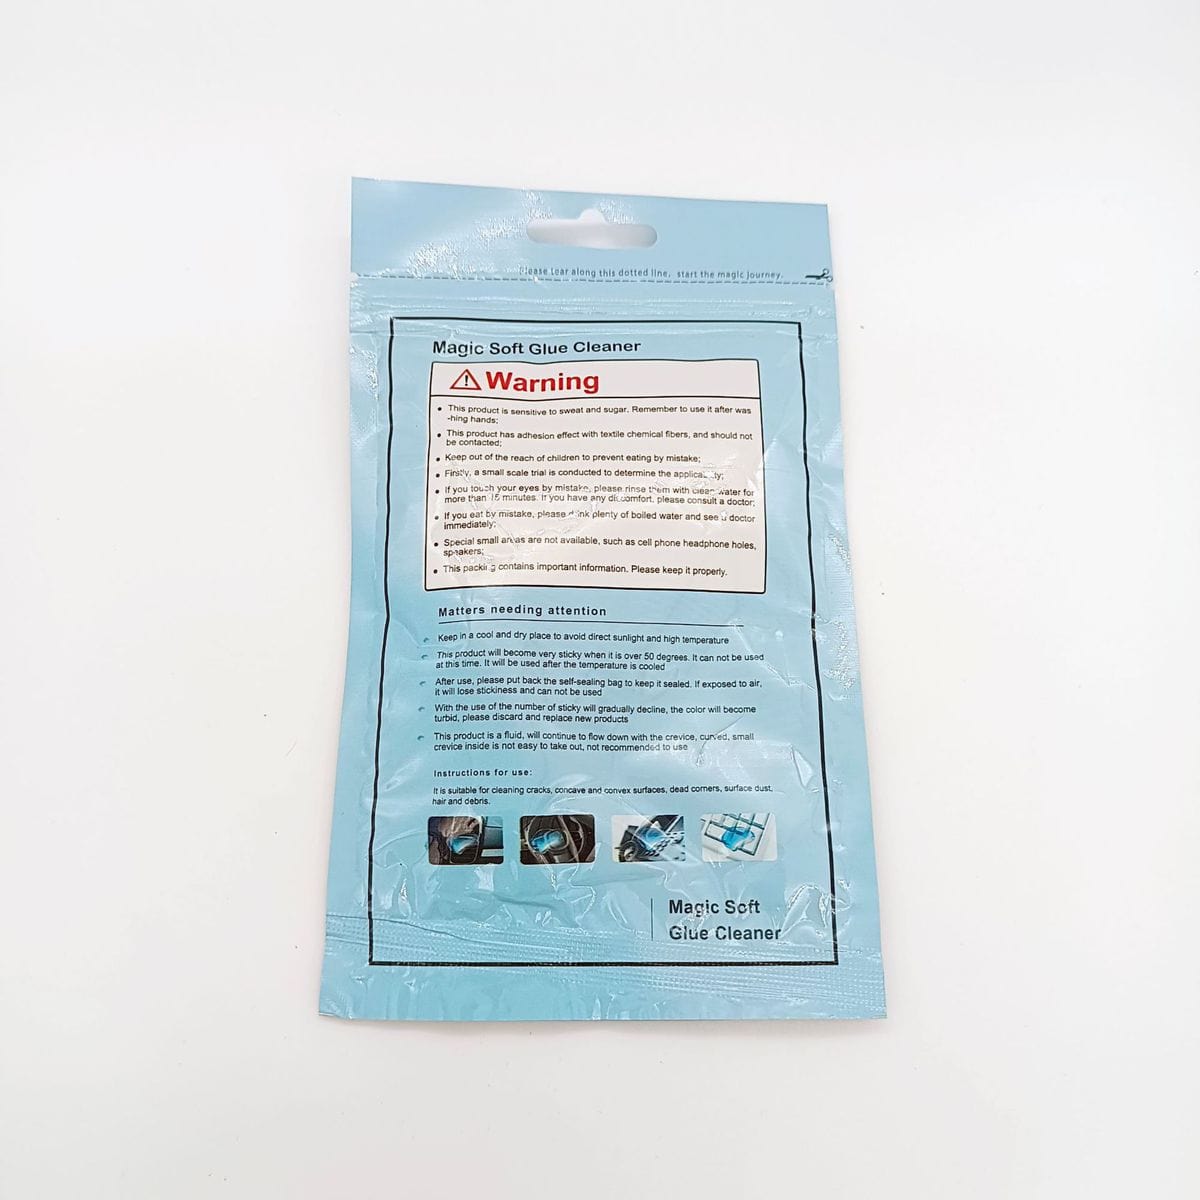 Please tear along this dotted line, start the magic journey.
Magic Soft Glue Cleaner
Warning
This product is sensitive to sweat and sugar. Remember to use it after was
-hing hands;
This product has adhesion effect with textile chemical fibers, and should not
be contacted;
Keep out of the reach of children to prevent eating by mistake;
Firstly, a small scale trial is conducted to determine the applicability;
If you touch your eyes by mistake, please rinse them with clean water for
more than 15 minutes. If you have any discomfort, please consult a doctor;
If you eat by mistake, please drink plenty of boiled water and see a doctor
immediately;
Special small areas are not available, such as cell phone headphone holes,
speakers;
This packing contains important information. Please keep it properly.
Matters needing attention
Keep in a cool and dry place to avoid direct sunlight and high temperature
This product will become very sticky when it is over 50 degrees. It can not be used
at this time. It will be used after the temperature is cooled
After use, please put back the self-sealing bag to keep it sealed. If exposed to air,
it will lose stickiness and can not be used
With the use of the number of sticky will gradually decline, the color will become
turbid, please discard and replace new products
This product is a fluid, will continue to flow down with the crevice, curved, small
crevice inside is not easy to take out, not recommended to use
Instructions for use:
It is suitable for cleaning cracks, concave and convex surfaces, dead corners, surface dust,
hair and debris.
Magic Soft
Glue Cleaner